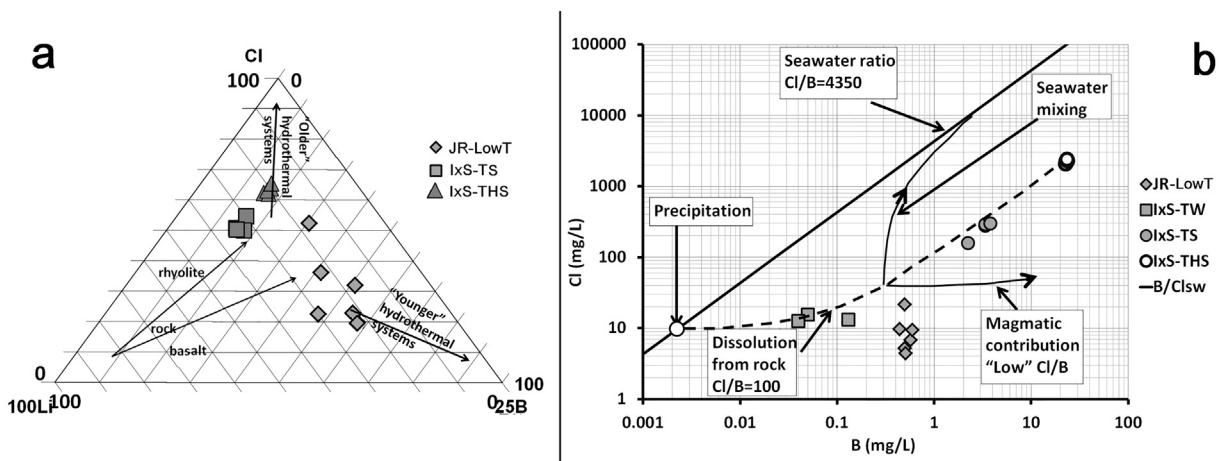 a
Cl
100
0
"Older"
hydrothermal
systems
JR-LowT
IxS-TS
IxS-THS
rhyolite
rock
basalt
"Younger"
hydrothermal
systems
0
100Li
100
100
0
25B
b
100000
10000
1000
100
10
1
0.001
0.01
0.1
1
10
100
Cl (mg/L)
B (mg/L)
Seawater ratio
Cl/B=4350
Seawater
mixing
Precipitation
Dissolution
from rock
Cl/B=100
Magmatic
contribution
"Low" Cl/B
JR-LowT
IxS-TW
IxS-TS
IxS-THS
B/Clsw